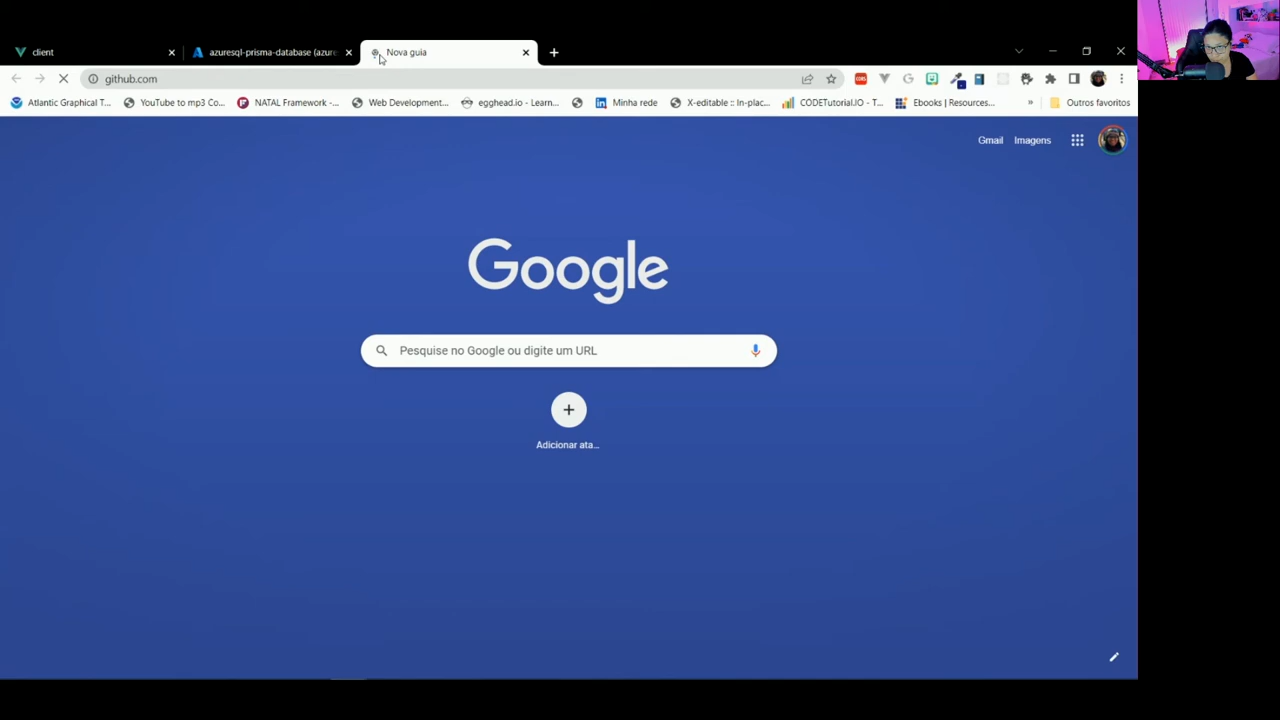 client
azuresql-prisma-database (azure
Nova guia
github.com
Atlantic Graphical T...
YouTube to mp3 Co...
NATAL Framework -...
Web Development...
egghead.io - Learn...
Minha rede
X-editable :: In-plac...
CODETutorial.IO - T...
Ebooks | Resources...
»
Outros favoritos
Gmail
Imagens
Google
Pesquise no Google ou digite um URL
Adicionar ata...